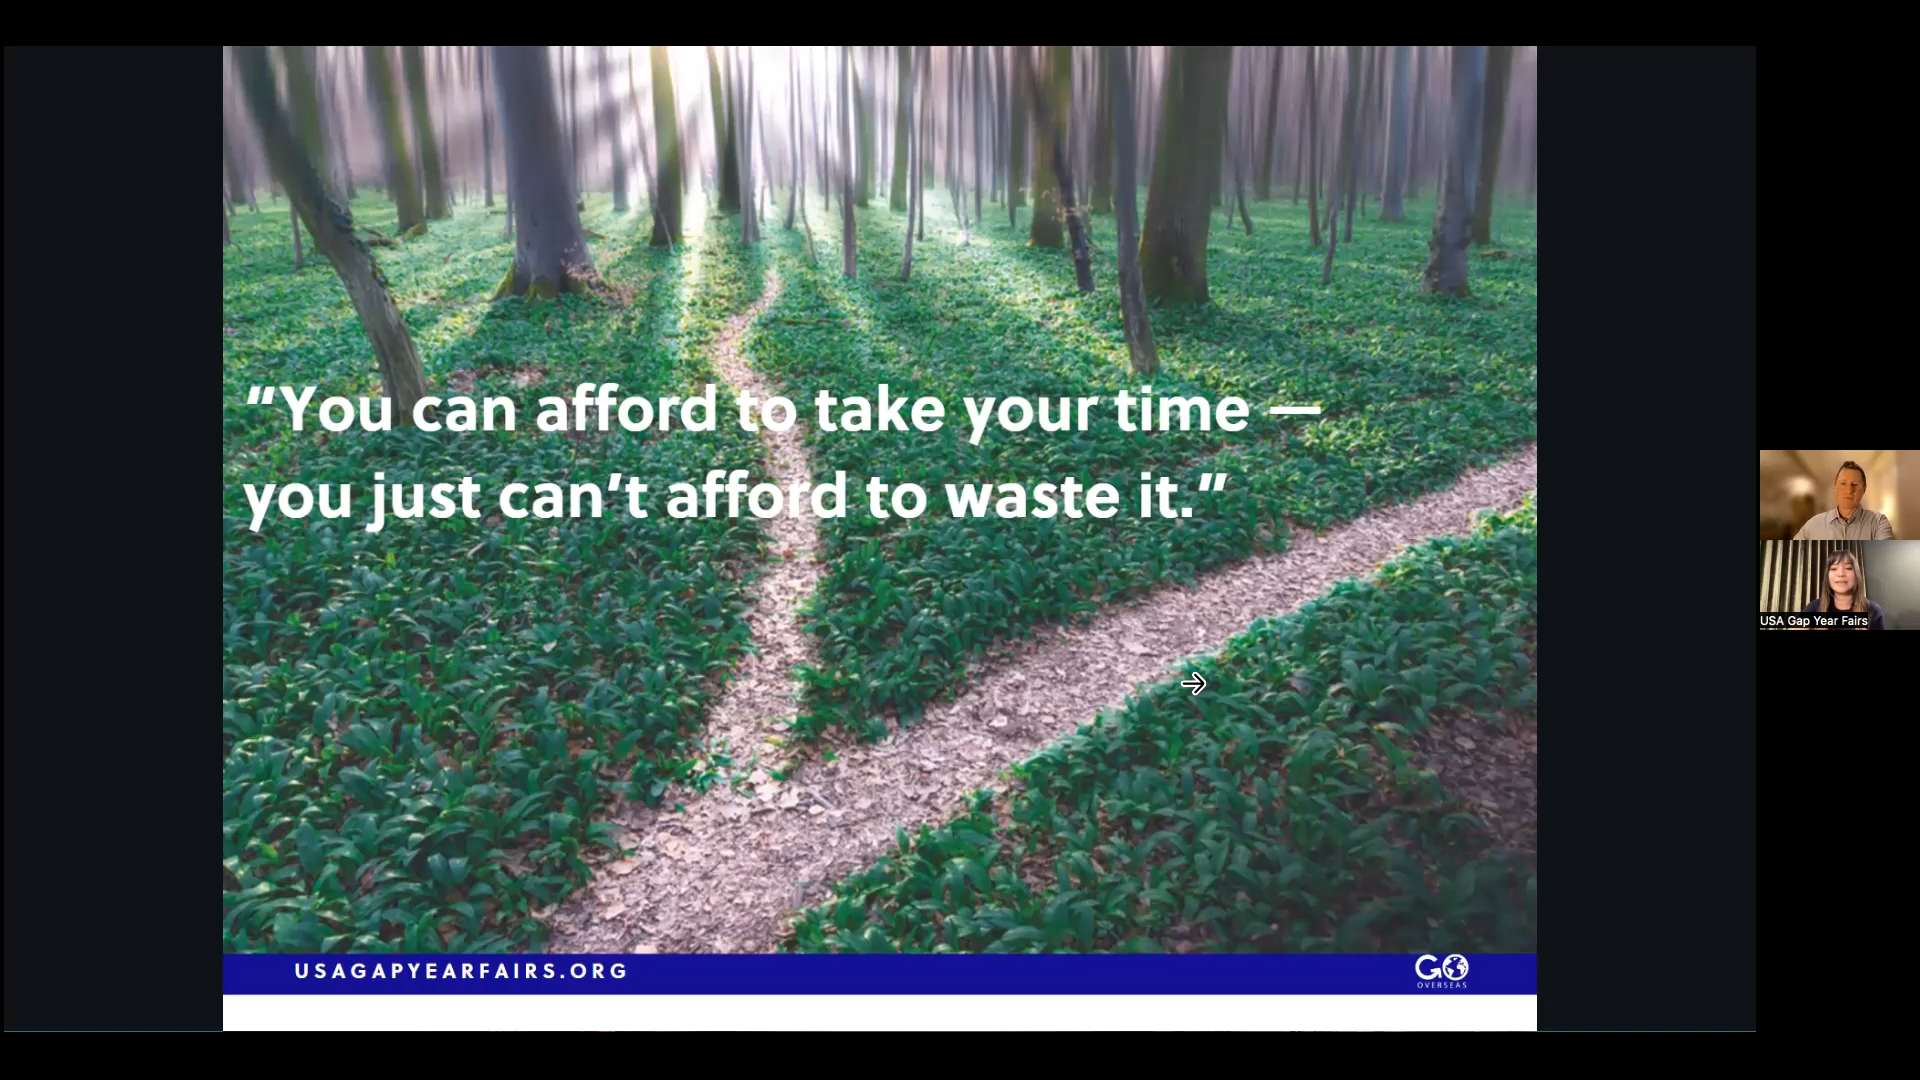 “You can afford to take your time —
you just can’t afford to waste it.”
USA Gap Year Fairs
USAGAPYEARFAIRS.ORG
GO
OVERSEAS